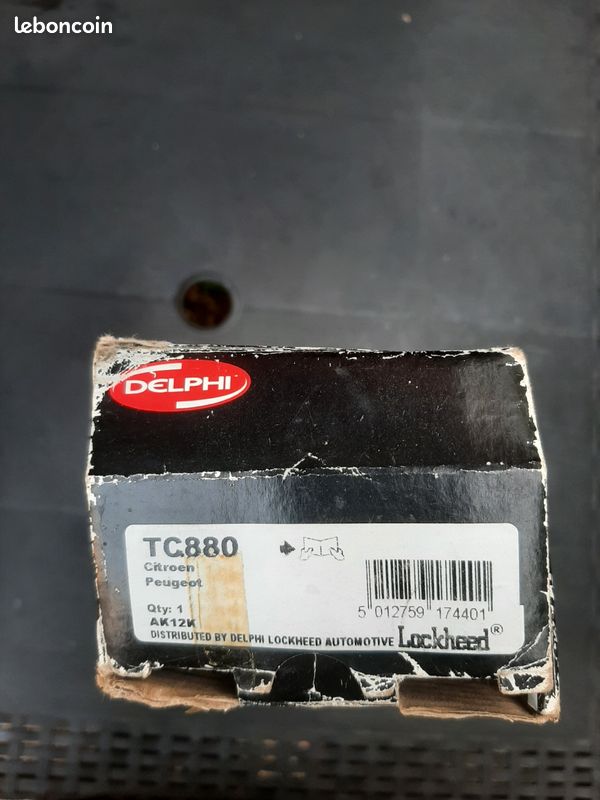 leboncoin
DELPHI
TC880
Citroen
Peugeot
Qty: 1
AK12K
DISTRIBUTED BY DELPHI LOCKHEED AUTOMOTIVE Lockheed®
5 012759 174401